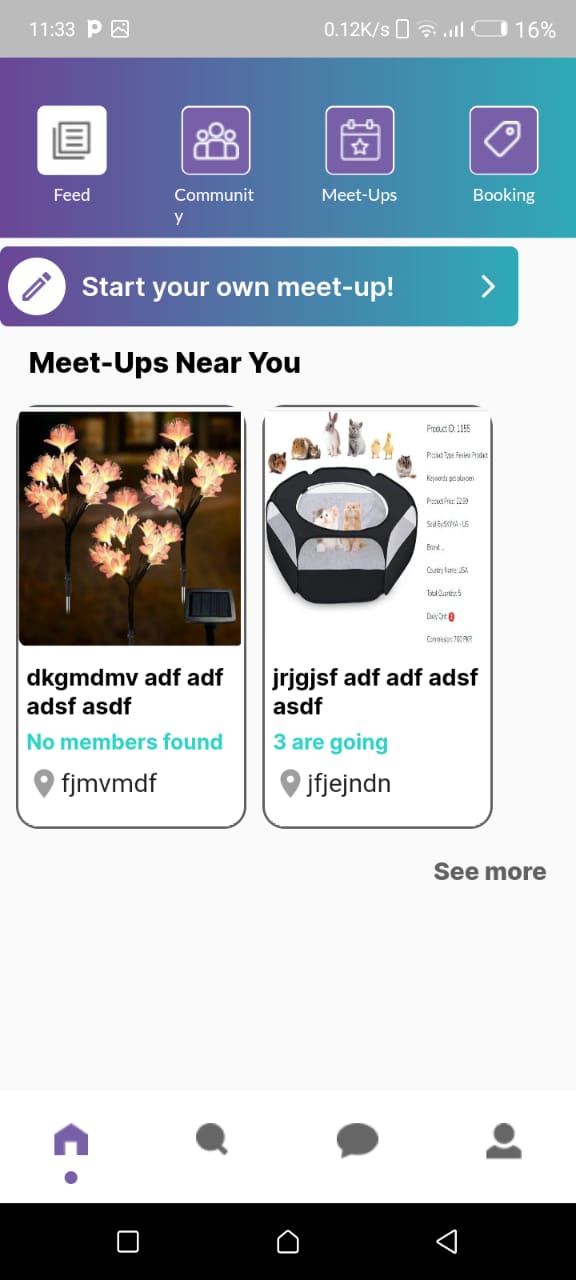 11:33 0.12K/s 16%
Feed
Communit
y
Meet-Ups
Booking
Start your own meet-up!
Meet-Ups Near You
Product ID: 1155
Product Type: Review Product
Keywords: pet playpen
Product Price: 22.99
Sold By:SKYVA - US
Brand: ..
Country Name: USA
Total Quantity: 5
Daily Qnt:
Commission: 700 PKR
dkgmdmv adf adf
adsf asdf
No members found
fjmvmdf
jrjgjsf adf adf adsf
asdf
3 are going
jfjejndn
See more